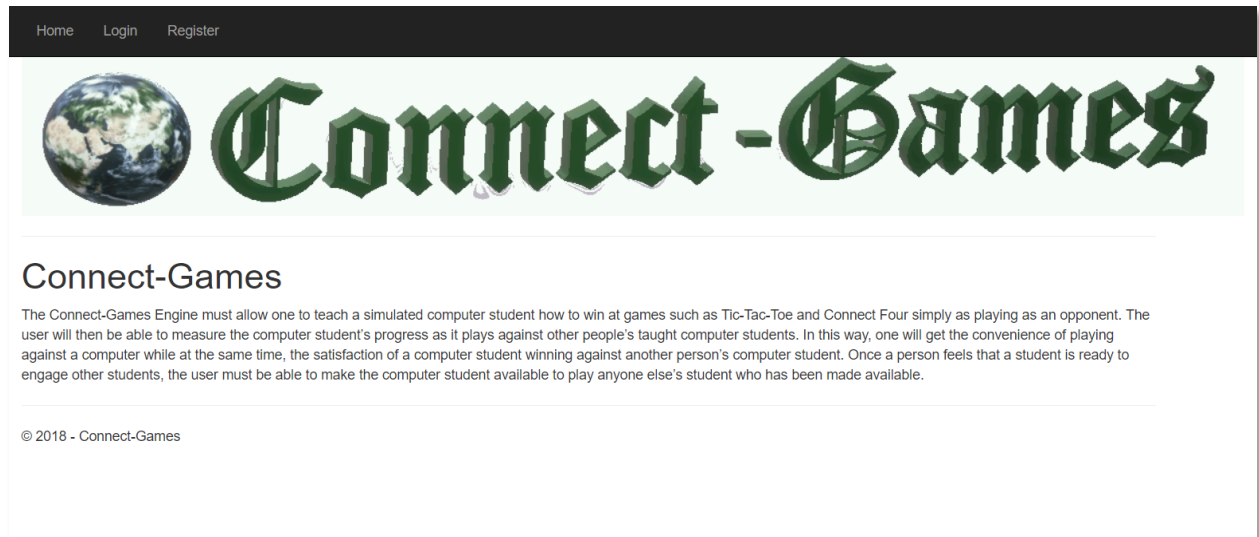 Home Login Register
Connect-Games
Connect-Games
The Connect-Games Engine must allow one to teach a simulated computer student how to win at games such as Tic-Tac-Toe and Connect Four simply as playing as an opponent. The
user will then be able to measure the computer student’s progress as it plays against other people’s taught computer students. In this way, one will get the convenience of playing
against a computer while at the same time, the satisfaction of a computer student winning against another person’s computer student. Once a person feels that a student is ready to
engage other students, the user must be able to make the computer student available to play anyone else’s student who has been made available.
© 2018 - Connect-Games